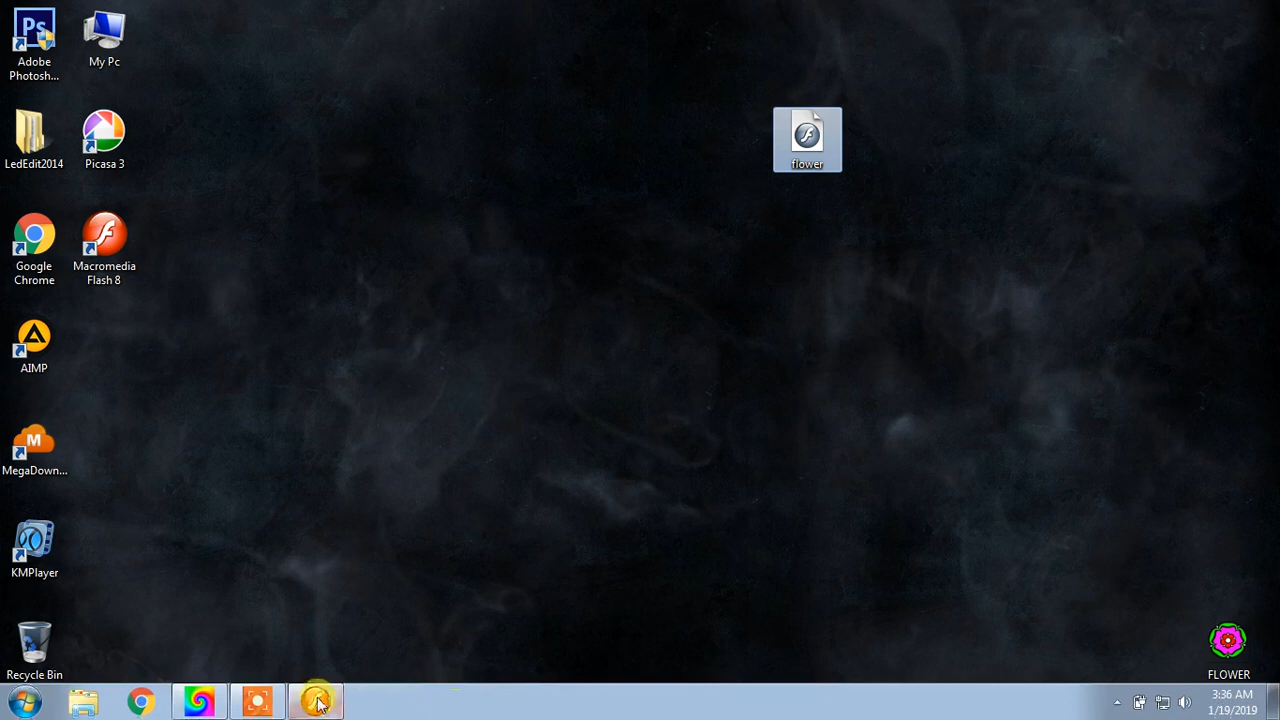 Ps
Adobe
Photosh...
My Pc
LedEdit2014
Picasa 3
Google
Chrome
Macromedia
Flash 8
AIMP
M
MegaDown...
KMPlayer
Recycle Bin
flower
FLOWER
3:36 AM
1/19/2019